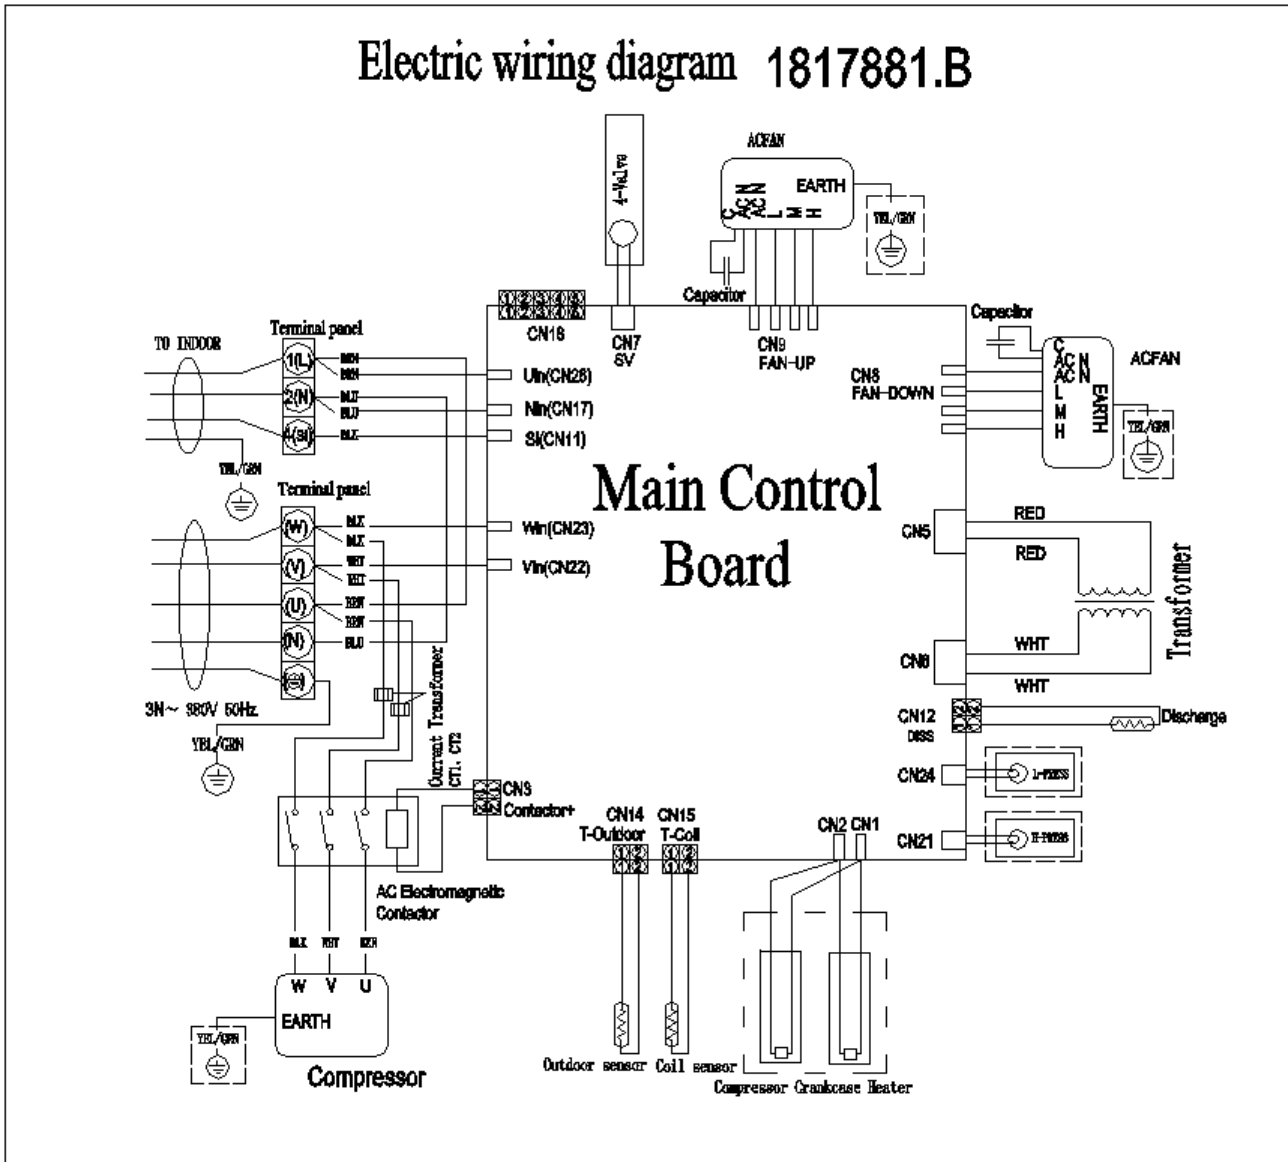 Electric wiring diagram 1817881.B
4-Valve
ACFAN
EARTH
C
AC N
AC N
L
M
H
YEL/GRN
Capacitor
CN18
CN7
SV
CN9
FAN-UP
Capacitor
ACFAN
C
AC N
AC N
L
M
H
EARTH
YEL/GRN
CN8
FAN-DOWN
TO INDOOR
Terminal panel
1(L)
2(N)
4(SI)
BRN
BRN
BLU
BLU
BLK
YEL/GRN
Uin(CN26)
Nin(CN17)
SI(CN11)
Terminal panel
(W)
(V)
(U)
(N)
BLK
BLK
WHT
WHT
BRN
BRN
BLU
Win(CN23)
Vin(CN22)
Main Control
Board
CN5
RED
RED
Transformer
CN6
WHT
WHT
3N~ 380V 50Hz
YEL/GRN
Current Transformer
CT1, CT2
CN3
Contactor+
CN12
DISS
Discharge
CN24
L-PRESS
CN21
H-PRESS
CN14
T-Outdoor
CN15
T-Coil
CN2
CN1
AC Electromagnetic
Contactor
BLK
WHT
BRN
W
V
U
EARTH
YEL/GRN
Compressor
Outdoor sensor
Coil sensor
Compressor Crankcase Heater